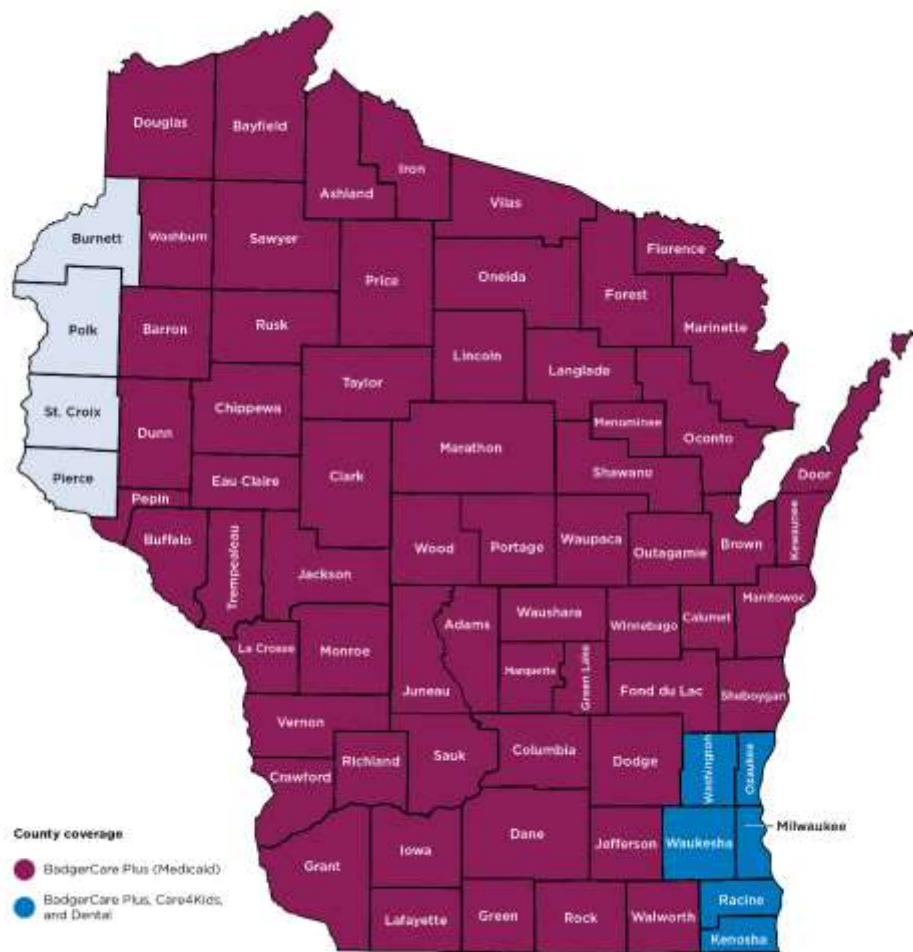 Douglas
Bayfield
Iron
Ashland
Vilas
Burnett
Washburn
Sawyer
Florence
Price
Oneida
Forest
Polk
Barron
Rusk
Marinette
Lincoln
Langlade
Taylor
St. Croix
Chippewa
Dunn
Menominee
Oconto
Marathon
Clark
Shawano
Pierce
Eau Claire
Door
Pepin
Buffalo
Trempealeau
Jackson
Wood
Portage
Waupaca
Outagamie
Brown
Kewaunee
Adams
Waushara
Winnebago
Calumet
Manitowoc
La Crosse
Monroe
Juneau
Marquette
Green Lake
Fond du Lac
Sheboygan
Vernon
Richland
Sauk
Columbia
Dodge
Washington
Ozaukee
Crawford
Milwaukee
Grant
Iowa
Dane
Jefferson
Waukesha
Lafayette
Green
Rock
Walworth
Racine
Kenosha
County coverage
BadgerCare Plus (Medicaid)
BadgerCare Plus, Care4Kids,
and Dental